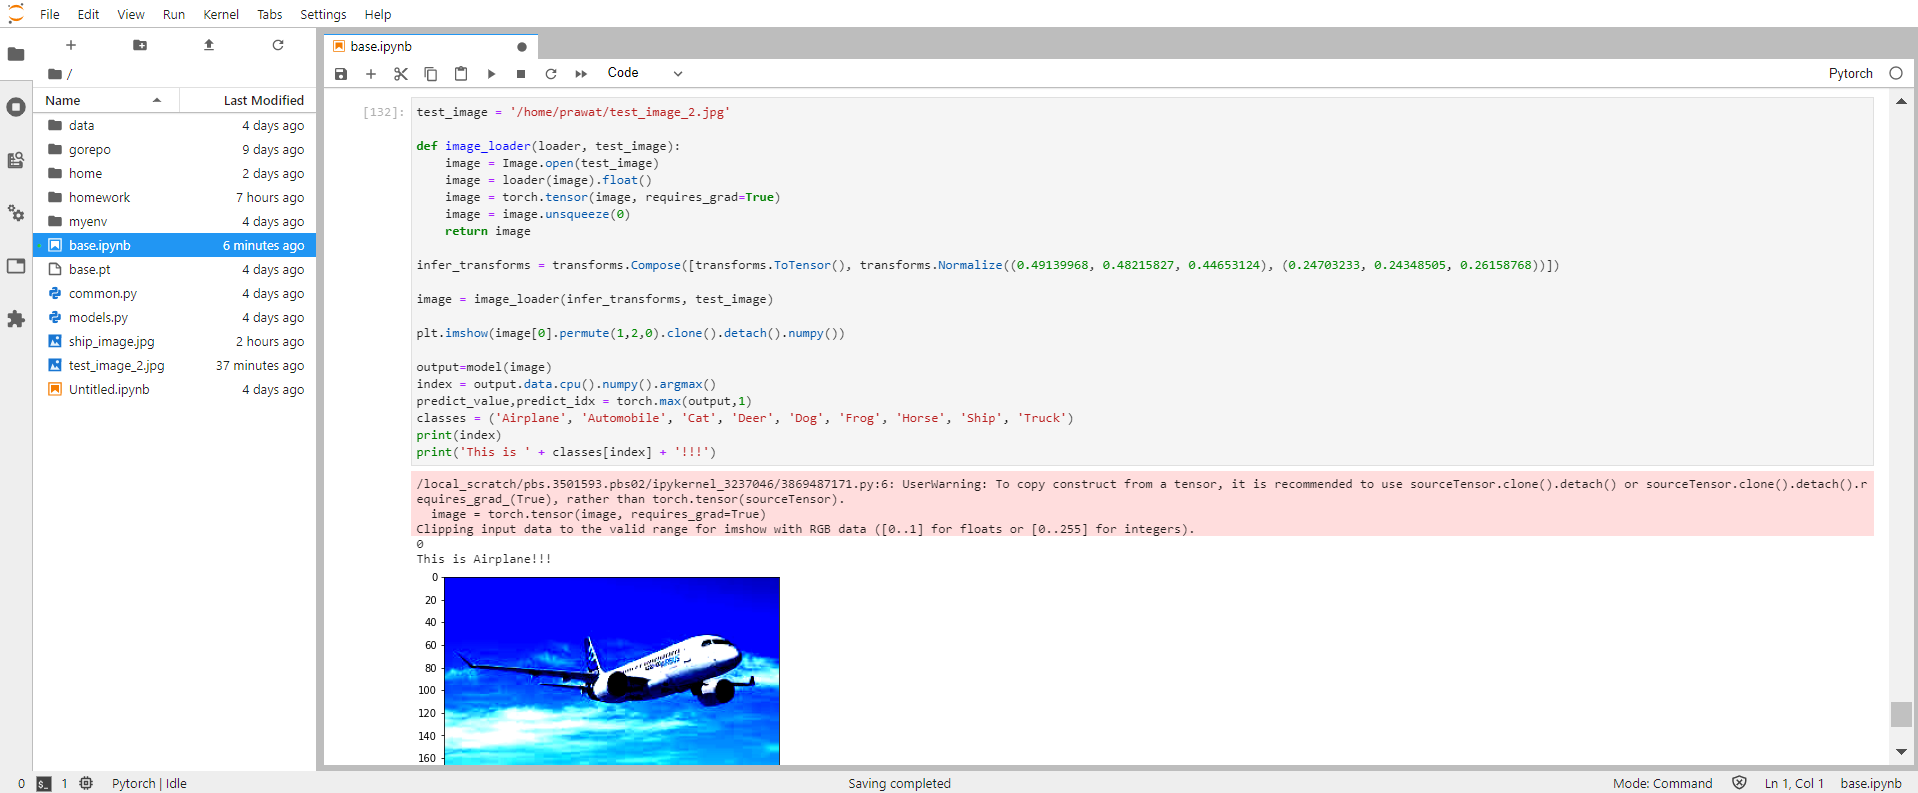 File Edit View Run Kernel Tabs Settings Help
/
Name Last Modified
data 4 days ago
gorepo 9 days ago
home 2 days ago
homework 7 hours ago
myenv 4 days ago
base.ipynb 6 minutes ago
base.pt 4 days ago
common.py 4 days ago
models.py 4 days ago
ship_image.jpg 2 hours ago
test_image_2.jpg 37 minutes ago
Untitled.ipynb 4 days ago
base.ipynb
Code
Pytorch
[132]:
test_image = '/home/prawat/test_image_2.jpg'
def image_loader(loader, test_image):
    image = Image.open(test_image)
    image = loader(image).float()
    image = torch.tensor(image, requires_grad=True)
    image = image.unsqueeze(0)
    return image
infer_transforms = transforms.Compose([transforms.ToTensor(), transforms.Normalize((0.49139968, 0.48215827, 0.44653124), (0.24703233, 0.24348505, 0.26158768))])
image = image_loader(infer_transforms, test_image)
plt.imshow(image[0].permute(1,2,0).clone().detach().numpy())
output=model(image)
index = output.data.cpu().numpy().argmax()
predict_value,predict_idx = torch.max(output,1)
classes = ('Airplane', 'Automobile', 'Cat', 'Deer', 'Dog', 'Frog', 'Horse', 'Ship', 'Truck')
print(index)
print('This is ' + classes[index] + '!!!')
/local_scratch/pbs.3501593.pbs02/ipykernel_3237046/3869487171.py:6: UserWarning: To copy construct from a tensor, it is recommended to use sourceTensor.clone().detach() or sourceTensor.clone().detach().r
equires_grad_(True), rather than torch.tensor(sourceTensor).
  image = torch.tensor(image, requires_grad=True)
Clipping input data to the valid range for imshow with RGB data ([0..1] for floats or [0..255] for integers).
0
This is Airplane!!!
0
20
40
60
80
100
120
140
160
0 $_ 1 Pytorch | Idle Saving completed Mode: Command Ln 1, Col 1 base.ipynb